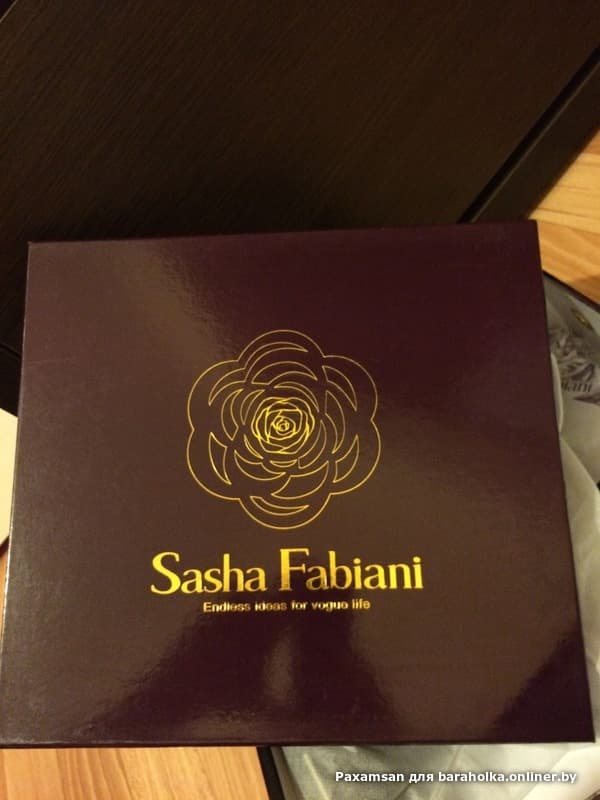 Sasha Fabiani
Endless ideas for vogue life
Paxamsan для baraholka.onliner.by